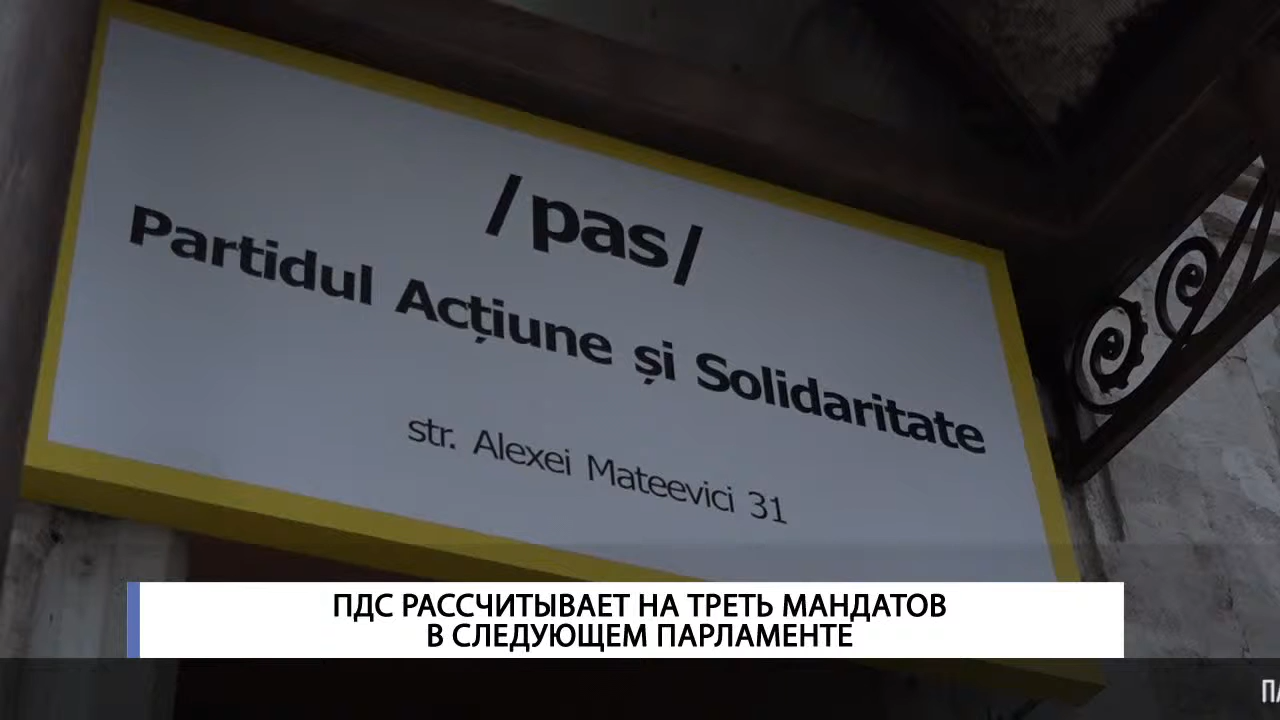 /pas/
Partidul Acțiune și Solidaritate
str. Alexei Mateevici 31
ПДС РАССЧИТЫВАЕТ НА ТРЕТЬ МАНДАТОВ
В СЛЕДУЮЩЕМ ПАРЛАМЕНТЕ